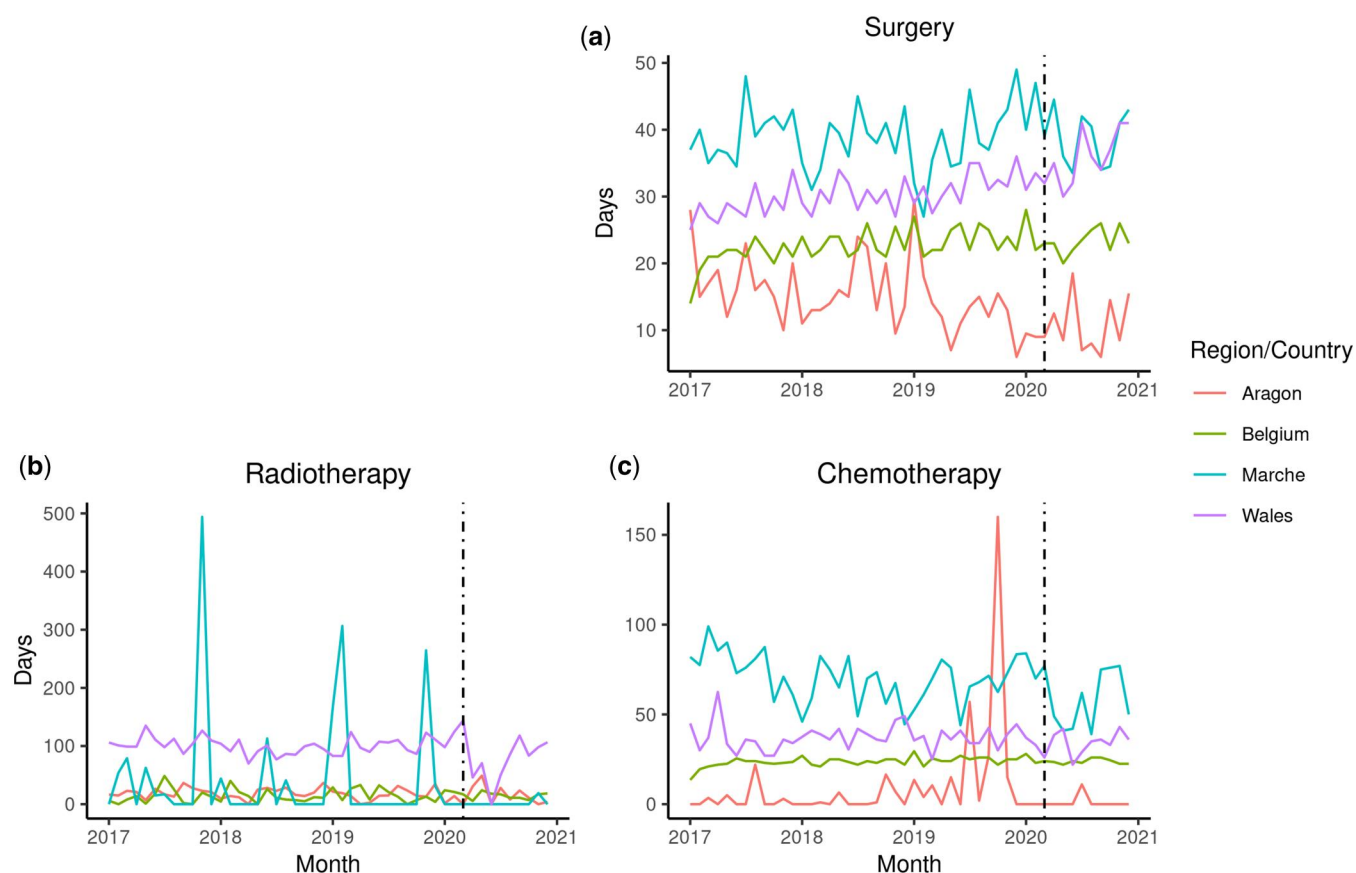 (a)
Surgery
Days
50
40
30
20
10
2017 2018 2019 2020 2021
Region/Country
Aragon
Belgium
Marche
Wales
(b)
Radiotherapy
Days
500
400
300
200
100
0
2017 2018 2019 2020 2021
Month
(c)
Chemotherapy
150
100
50
0
2017 2018 2019 2020 2021
Month